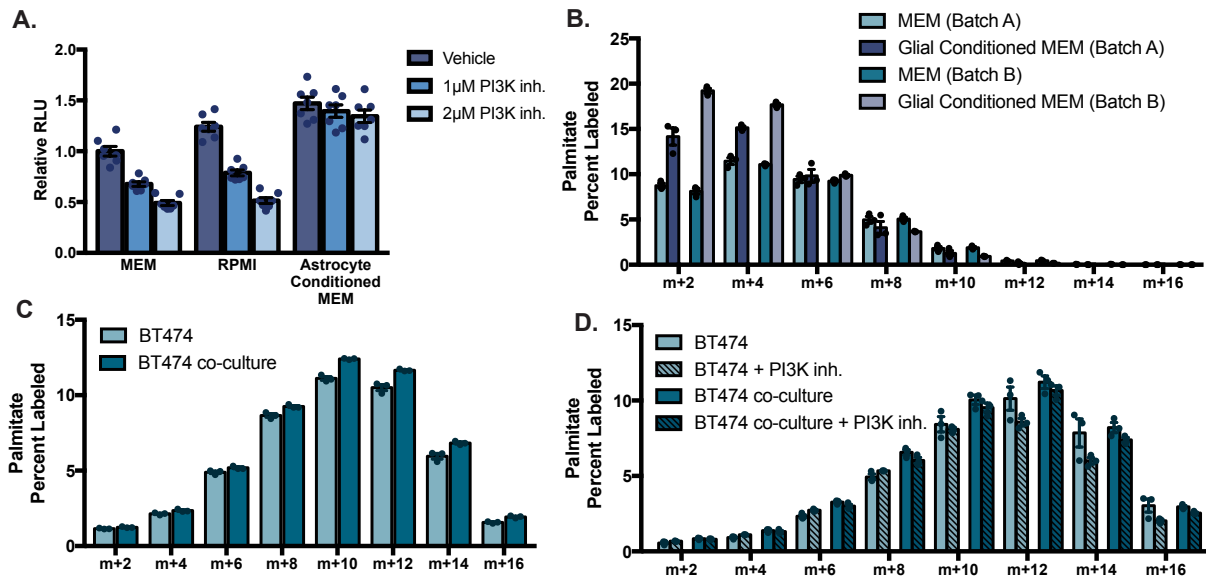 A.
Relative RLU
2.0
1.5
1.0
0.5
0.0
MEM
RPMI
Astrocyte
Conditioned
MEM
Vehicle
1µM PI3K inh.
2µM PI3K inh.
B.
Palmitate
Percent Labeled
25
20
15
10
5
0
m+2
m+4
m+6
m+8
m+10
m+12
m+14
m+16
MEM (Batch A)
Glial Conditioned MEM (Batch A)
MEM (Batch B)
Glial Conditioned MEM (Batch B)
C
Palmitate
Percent Labeled
15
10
5
0
m+2
m+4
m+6
m+8
m+10
m+12
m+14
m+16
BT474
BT474 co-culture
D.
Palmitate
Percent Labeled
15
10
5
0
m+2
m+4
m+6
m+8
m+10
m+12
m+14
m+16
BT474
BT474 + PI3K inh.
BT474 co-culture
BT474 co-culture + PI3K inh.